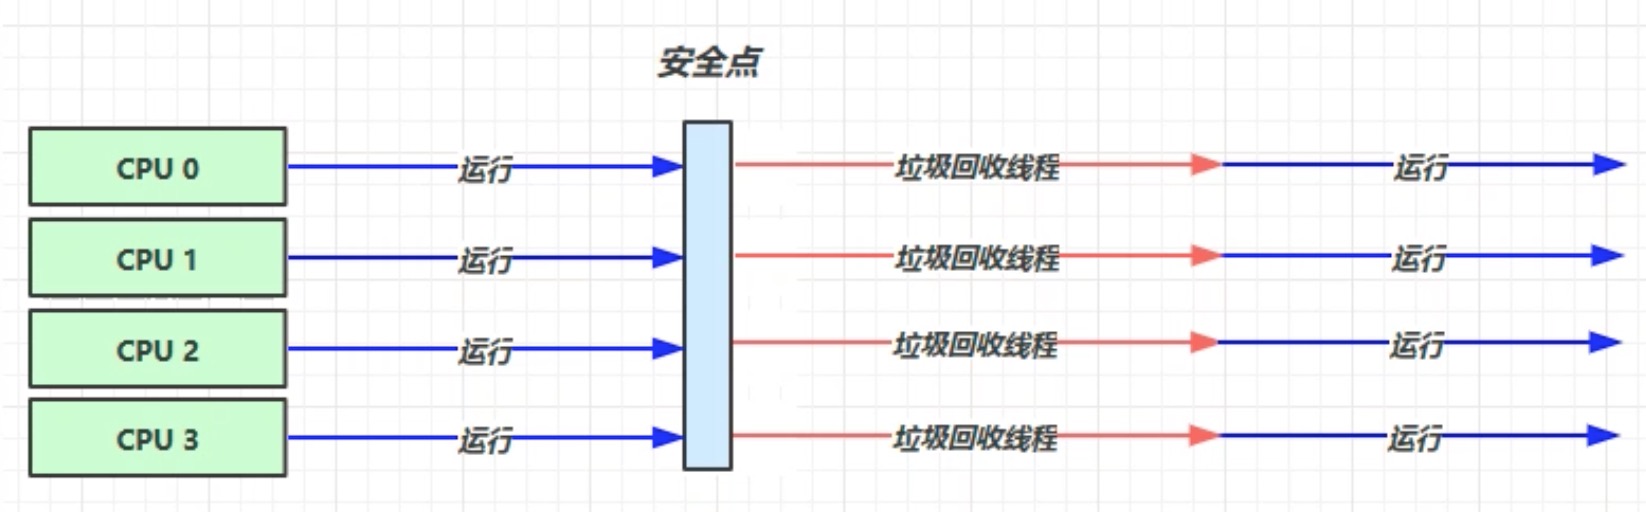 安全点
CPU 0 运行 垃圾回收线程 运行
CPU 1 运行 垃圾回收线程 运行
CPU 2 运行 垃圾回收线程 运行
CPU 3 运行 垃圾回收线程 运行